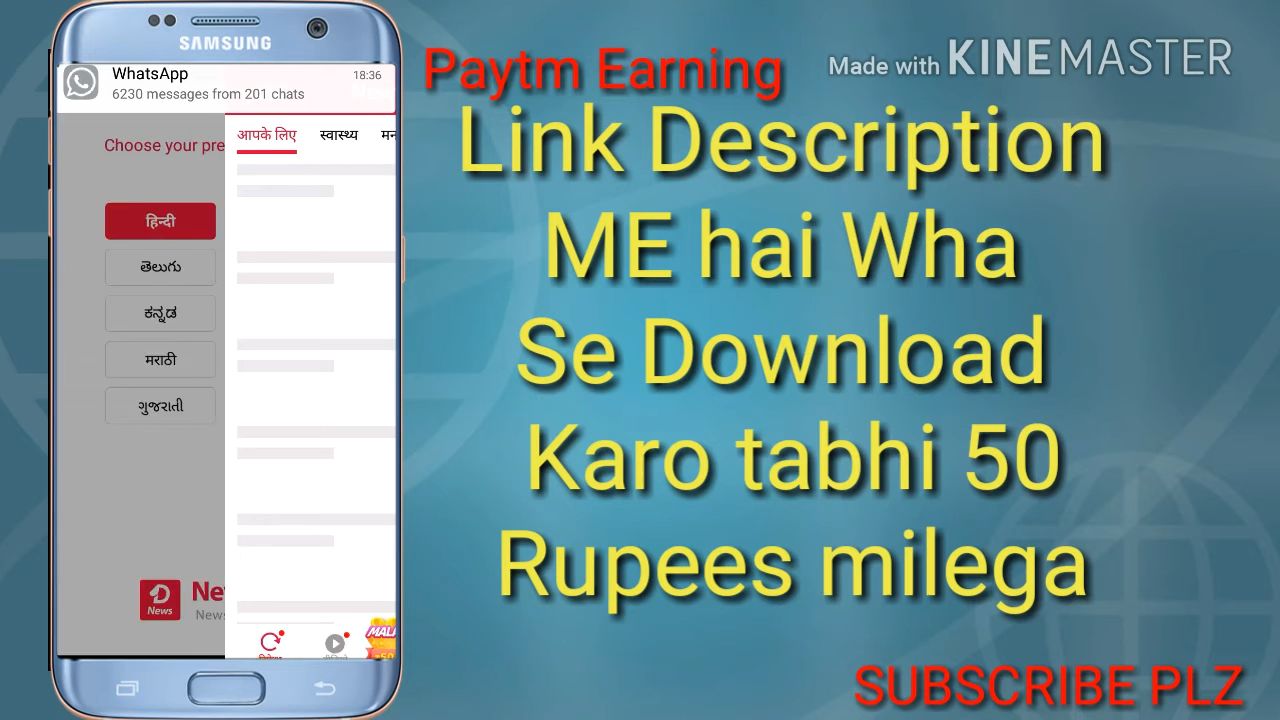 SAMSUNG
WhatsApp
18:36
6230 messages from 201 chats
Choose your pre
आपके लिए स्वास्थ्य
हिन्दी
తెలుగు
ಕನ್ನಡ
मराठी
ગુજરાતી
News
Paytm Earning
Made with KINEMASTER
Link Description
ME hai Wha
Se Download
Karo tabhi 50
Rupees milega
SUBSCRIBE PLZ